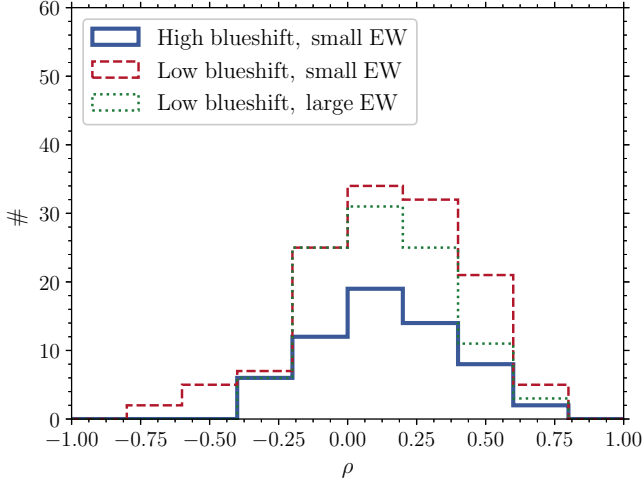 60
50
40
30
20
10
0
#
High blueshift, small EW
Low blueshift, small EW
Low blueshift, large EW
−1.00 −0.75 −0.50 −0.25 0.00 0.25 0.50 0.75 1.00
ρ